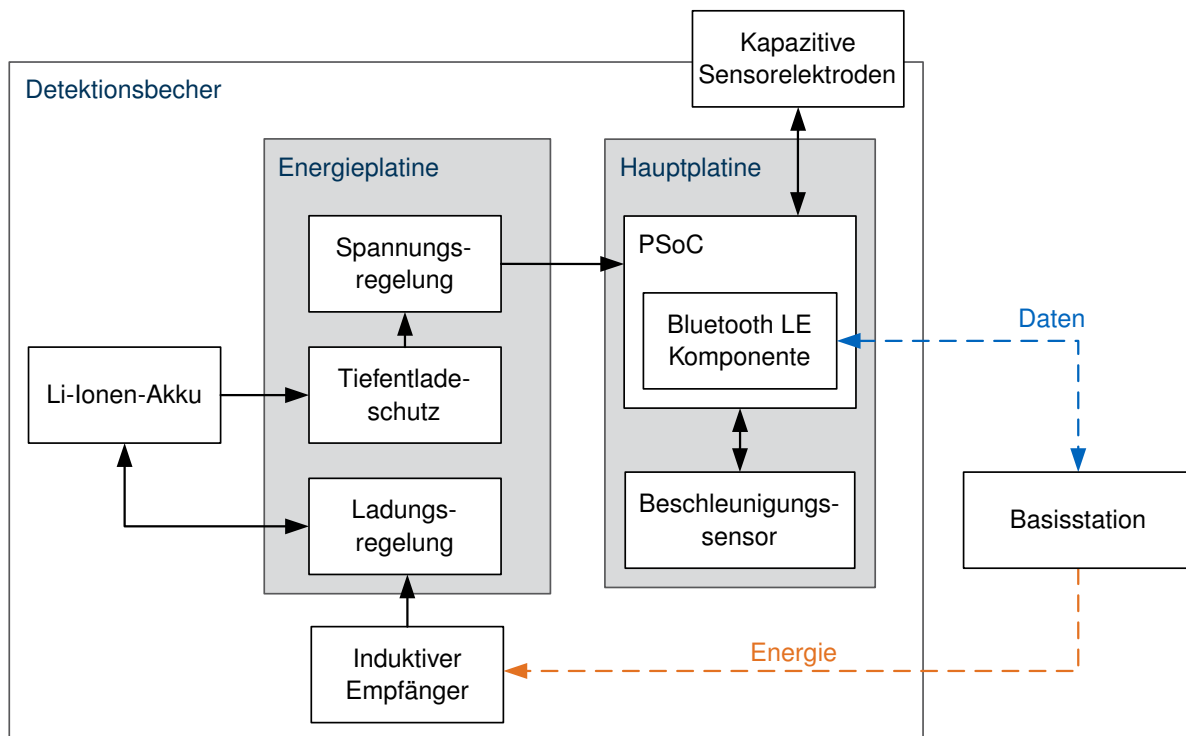 Kapazitive
Sensorelektroden
Detektionsbecher
Energieplatine
Hauptplatine
Spannungs-
regelung
PSoC
Bluetooth LE
Komponente
Daten
Li-Ionen-Akku
Tiefentlade-
schutz
Ladungs-
regelung
Beschleunigungs-
sensor
Basisstation
Induktiver
Empfänger
Energie